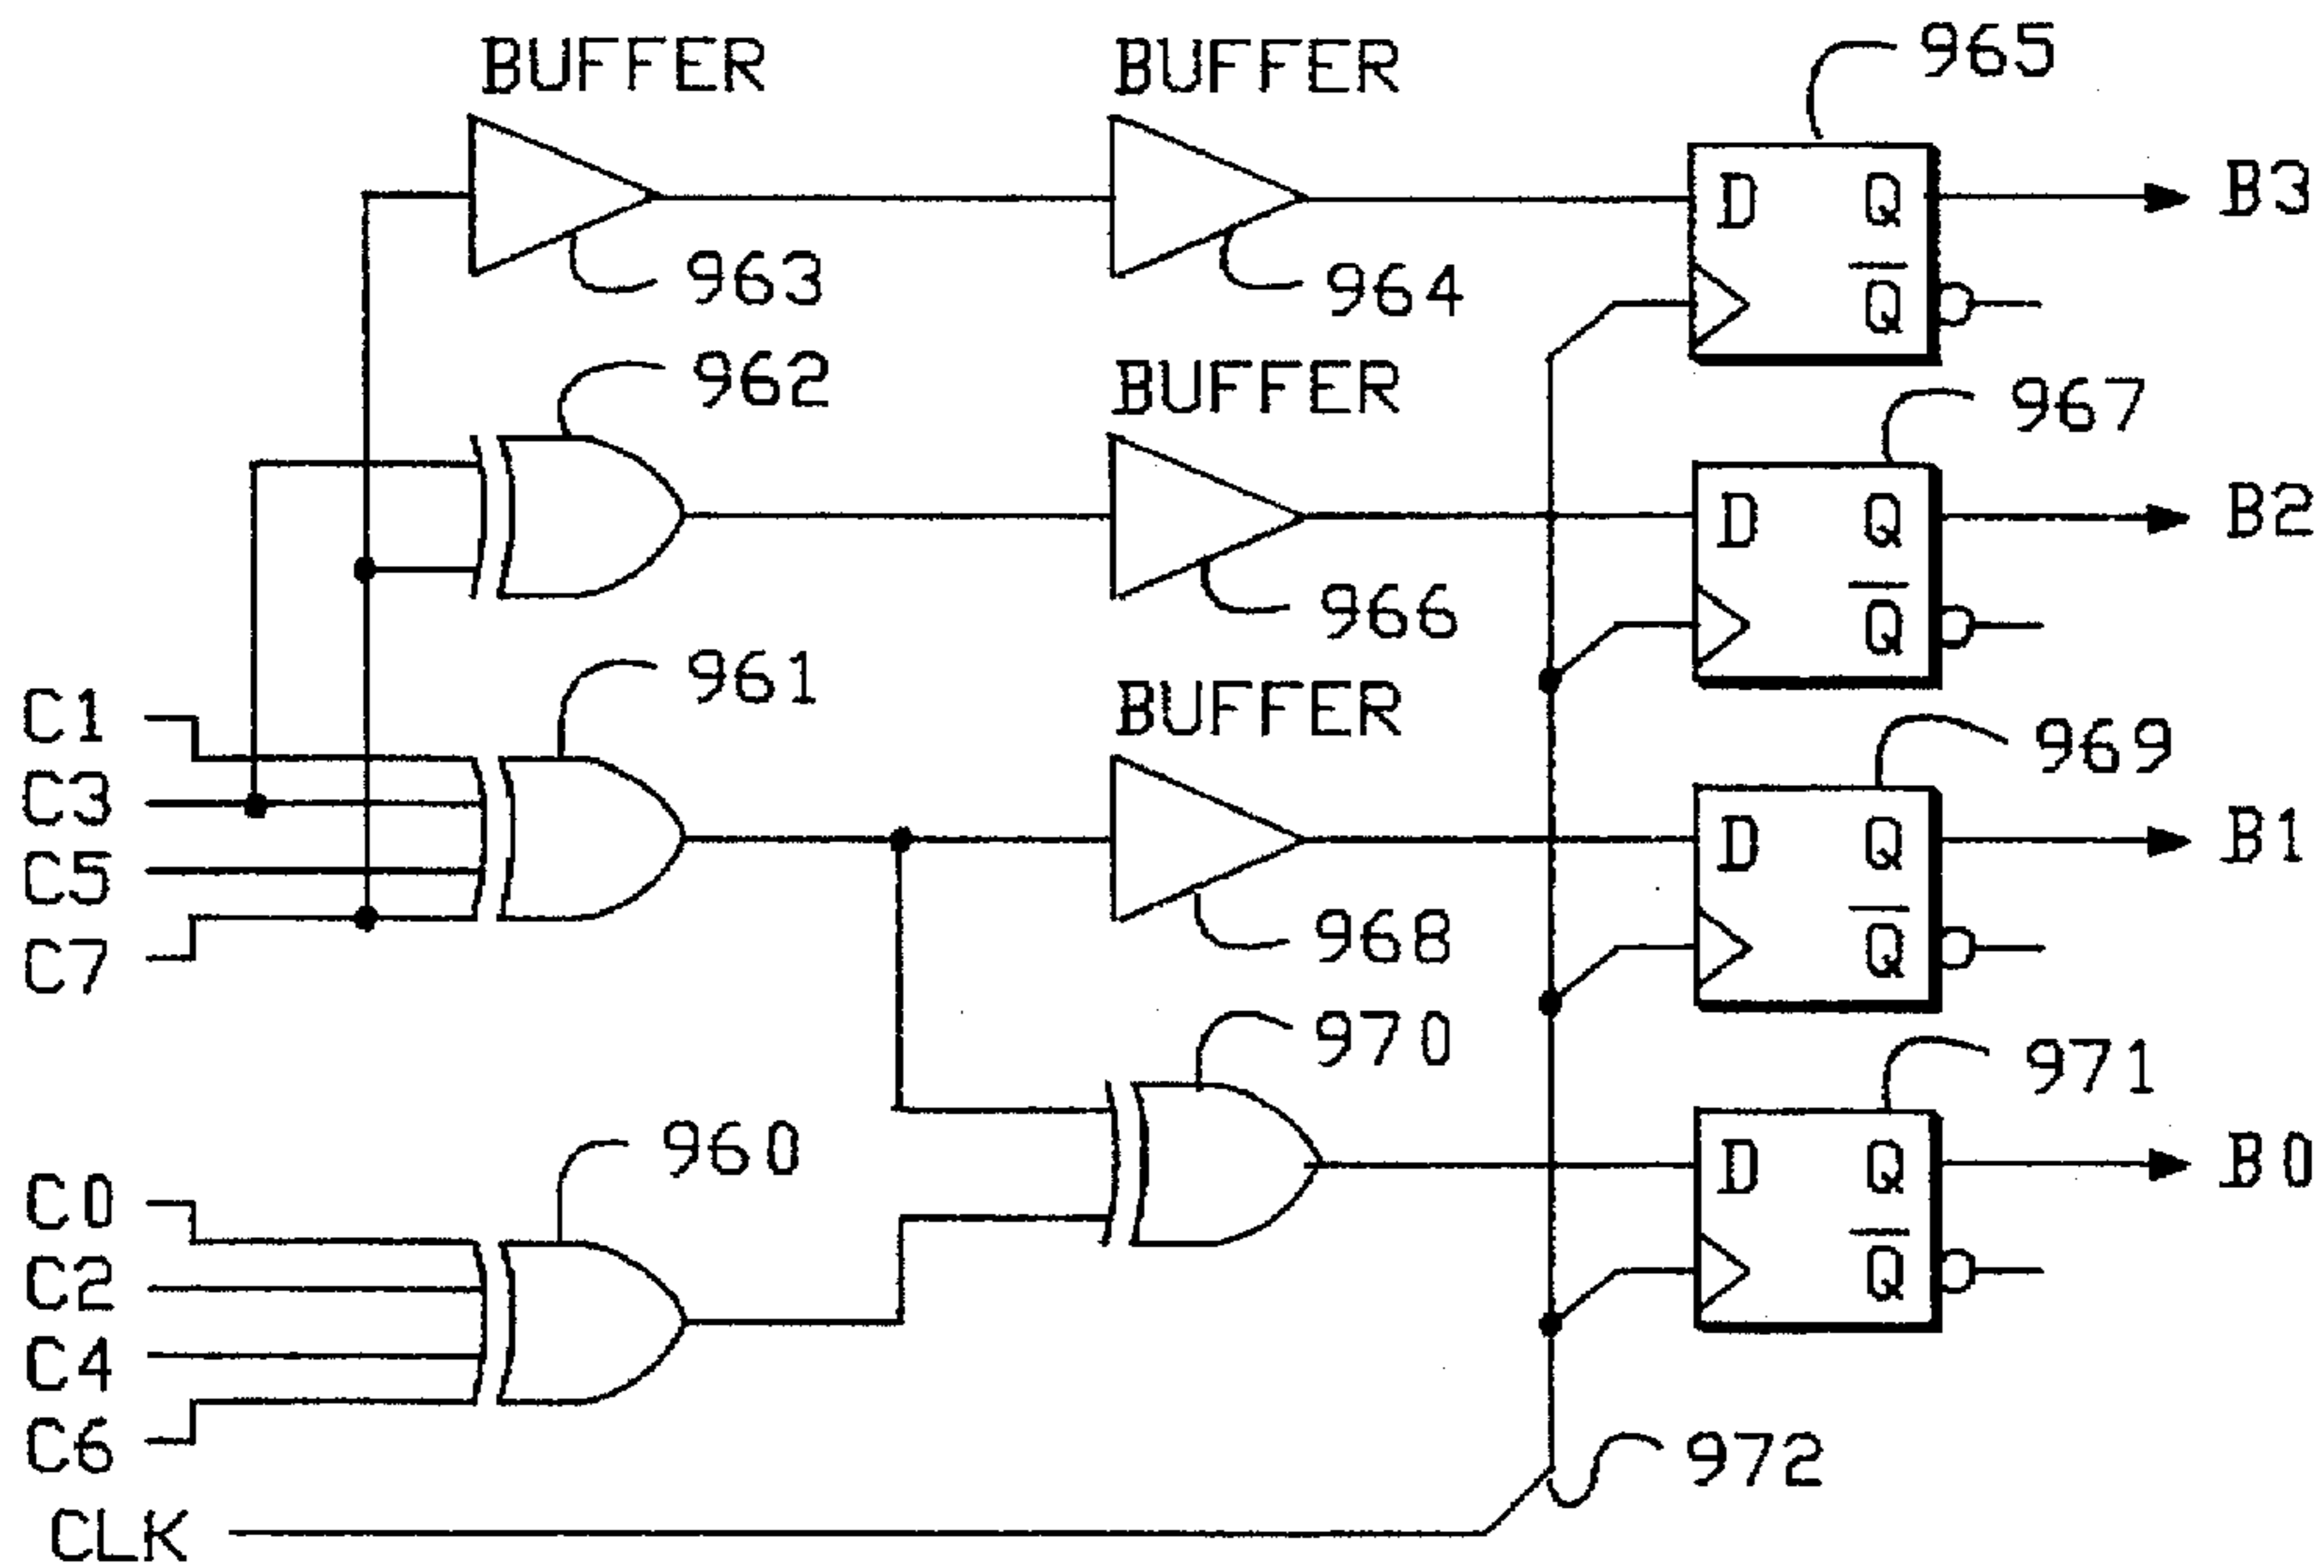 BUFFER
BUFFER
965
D Q
B3
963
964
Q
962
BUFFER
967
D Q
B2
966
Q
961
BUFFER
C1
969
C3
D Q
B1
C5
968
Q
C7
970
971
960
D Q
B0
C0
C2
Q
C4
C6
972
CLK